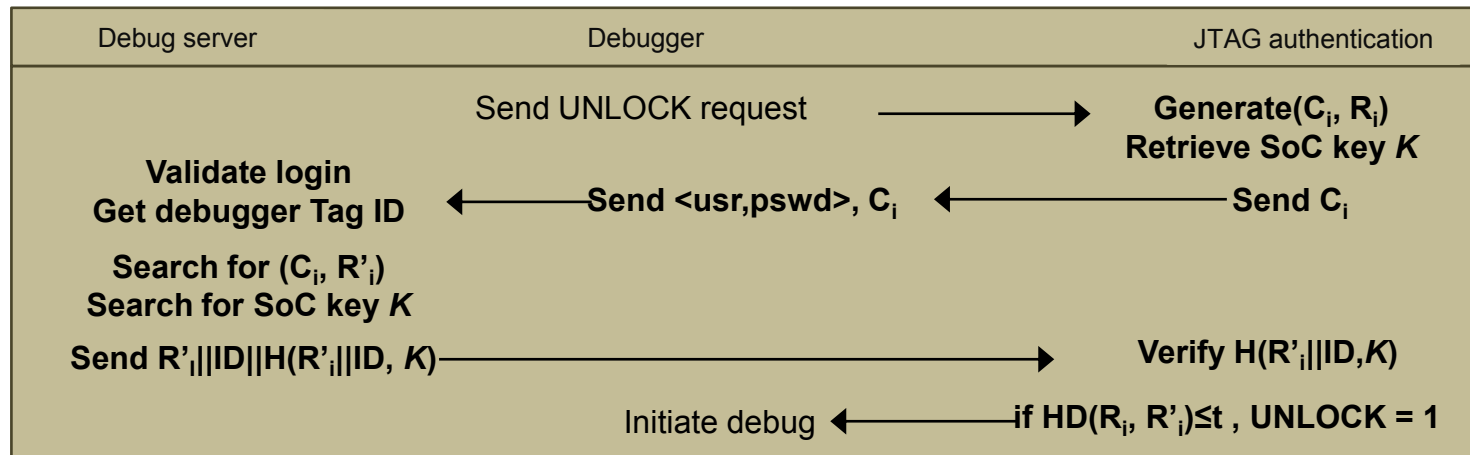 Debug server Debugger JTAG authentication
Send UNLOCK request Generate(Cᵢ, Rᵢ)
Retrieve SoC key K
Validate login
Get debugger Tag ID Send <usr,pswd>, Cᵢ Send Cᵢ
Search for (Cᵢ, R'ᵢ)
Search for SoC key K
Send R'ₗ||ID||H(R'ᵢ||ID, K) Verify H(R'ᵢ||ID,K)
Initiate debug if HD(Rᵢ, R'ᵢ)≤t , UNLOCK = 1